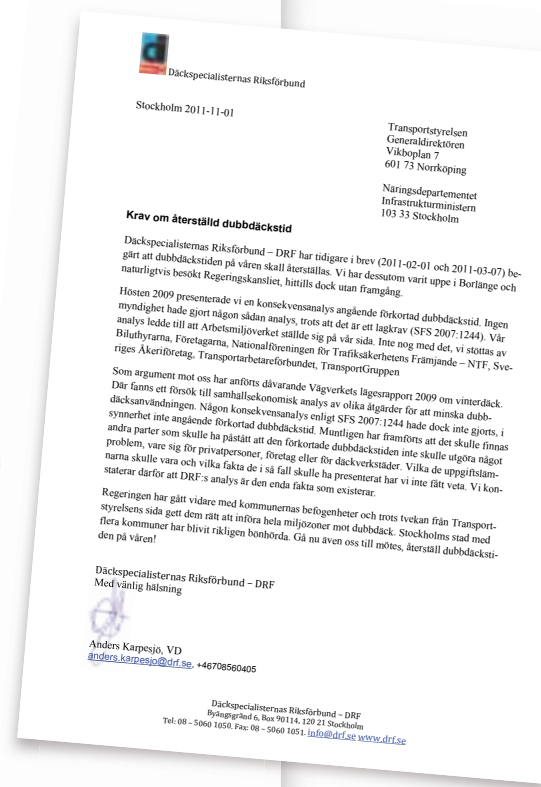 d
Däckspecialisternas Riksförbund
Stockholm 2011-11-01
Transportstyrelsen
Generaldirektören
Vikboplan 7
601 73 Norrköping
Näringsdepartementet
Infrastrukturministern
103 33 Stockholm
Krav om återställd dubbdäckstid
Däckspecialisternas Riksförbund – DRF har tidigare i brev (2011-02-01 och 2011-03-07) be-
gärt att dubbdäckstiden på våren skall återställas. Vi har dessutom varit uppe i Borlänge och
naturligtvis besökt Regeringskansliet, hittills dock utan framgång.
Hösten 2009 presenterade vi en konsekvensanalys angående förkortad dubbdäckstid. Ingen
myndighet hade gjort någon sådan analys, trots att det är ett lagkrav (SFS 2007:1244). Vår
analys ledde till att Arbetsmiljöverket ställde sig på vår sida. Inte nog med det, vi stöttas av
Biluthyrarna, Företagarna, Nationalföreningen för Trafiksäkerhetens Främjande – NTF, Sve-
riges Åkeriföretag, Transportarbetareförbundet, TransportGruppen
Som argument mot oss har anförts dåvarande Vägverkets lägesrapport 2009 om vinterdäck.
Där fanns ett försök till samhällsekonomisk analys av olika åtgärder för att minska dubb-
däcksanvändningen. Någon konsekvensanalys enligt SFS 2007:1244 hade dock inte gjorts, i
synnerhet inte angående förkortad dubbdäckstid. Muntligen har framförts att det skulle finnas
andra parter som skulle ha påstått att den förkortade dubbdäckstiden inte skulle utgöra något
problem, vare sig för privatpersoner, företag eller för däckverkstäder. Vilka de uppgiftsläm-
narna skulle vara och vilka fakta de i så fall skulle ha presenterat har vi inte fått veta. Vi kon-
staterar därför att DRF:s analys är den enda fakta som existerar.
Regeringen har gått vidare med kommunernas befogenheter och trots tvekan från Transport-
styrelsens sida gett dem rätt att införa hela miljözoner mot dubbdäck. Stockholms stad med
flera kommuner har blivit rikligen bönhörda. Gå nu även oss till mötes, återställ dubbdäcksti-
den på våren!
Däckspecialisternas Riksförbund – DRF
Med vänlig hälsning
Anders Karpesjö, VD
anders.karpesjo@drf.se, +46708560405
Däckspecialisternas Riksförbund – DRF
Byängsgränd 6, Box 90114, 120 21 Stockholm
Tel: 08 – 5060 1050. Fax: 08 – 5060 1051. info@drf.se www.drf.se